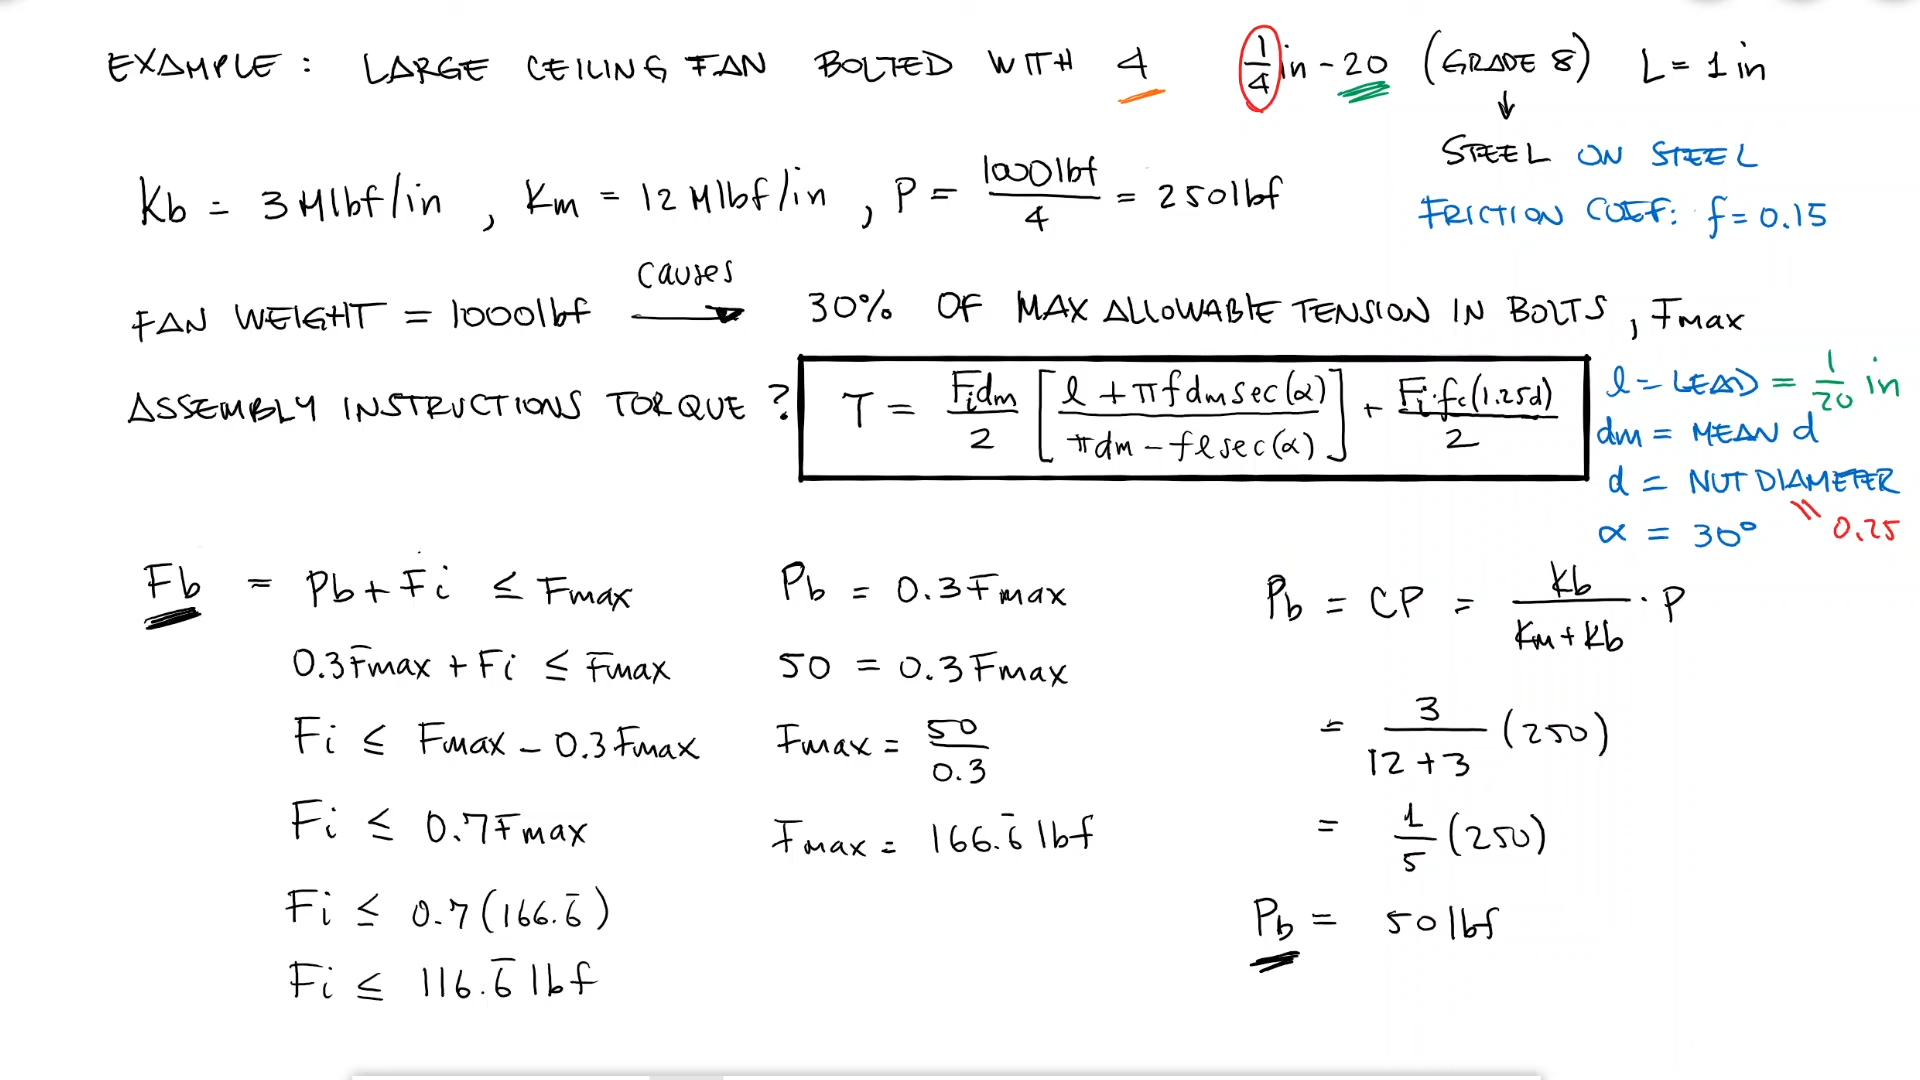 EXAMPLE : LARGE CEILING FAN BOLTED WITH 4 1/4 in - 20 (GRADE 8) L = 1 in
↓
STEEL ON STEEL
FRICTION COEF: f = 0.15
Kb = 3 Mlbf/in , Km = 12 Mlbf/in , P = 1000 lbf / 4 = 250 lbf
FAN WEIGHT = 1000 lbf causes → 30% OF MAX ALLOWABLE TENSION IN BOLTS , Fmax
ASSEMBLY INSTRUCTIONS TORQUE ?
T = Fi dm / 2 [ l + π f dm sec(α) / π dm - f l sec(α) ] + Fi · fc (1.25d) / 2
l = LEAD = 1/20 in
dm = MEAN d
d = NUT DIAMETER
" 0.25
α = 30°
Fb = Pb + Fi ≤ Fmax
0.3 Fmax + Fi ≤ Fmax
Fi ≤ Fmax - 0.3 Fmax
Fi ≤ 0.7 Fmax
Fi ≤ 0.7 (166.6̅)
Fi ≤ 116.6̅ lbf
Pb = 0.3 Fmax
50 = 0.3 Fmax
Fmax = 50 / 0.3
Fmax = 166.6̅ lbf
Pb = CP = Kb / Km + Kb · P
= 3 / 12 + 3 (250)
= 1/5 (250)
Pb = 50 lbf